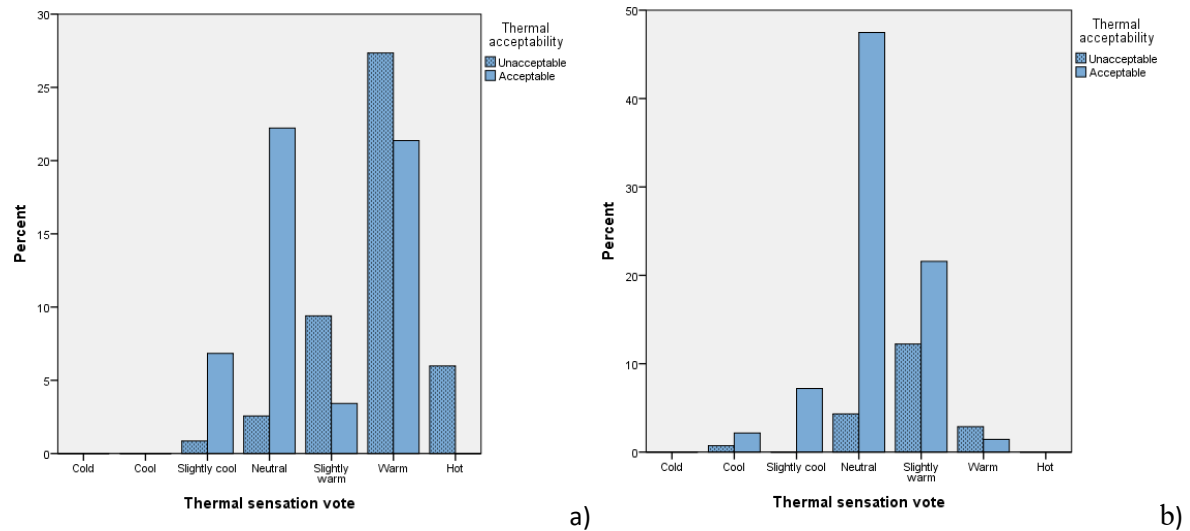 30
25
20
15
10
5
0
Percent
Cold
Cool
Slightly cool
Neutral
Slightly
warm
Warm
Hot
Thermal sensation vote
Thermal
acceptability
Unacceptable
Acceptable
a)
50
40
30
20
10
0
Percent
Cold
Cool
Slightly cool
Neutral
Slightly
warm
Warm
Hot
Thermal sensation vote
Thermal
acceptability
Unacceptable
Acceptable
b)